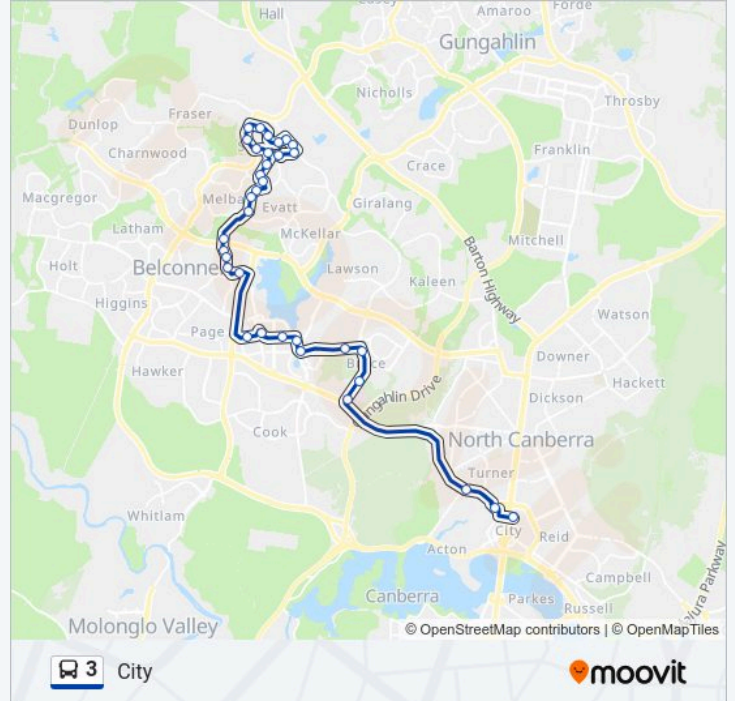 Casey
Amaroo
Forde
Hall
Gungahlin
Nicholls
Throsby
Fraser
Dunlop
Charnwood
Franklin
Crace
Macgregor
Melba
Evatt
Giralang
Latham
McKellar
Mitchell
Barton Highway
Holt
Belconne
Lawson
Kaleen
Higgins
Watson
Page
Downer
Hawker
Hackett
Dickson
Gungahlin Drive
Cook
North Canberra
Turner
Whitlam
City
Reid
Acton
Campbell
Canberra
Parkes
Russell
Molonglo Valley
© OpenStreetMap contributors | © OpenMapTiles
3 City
moovit